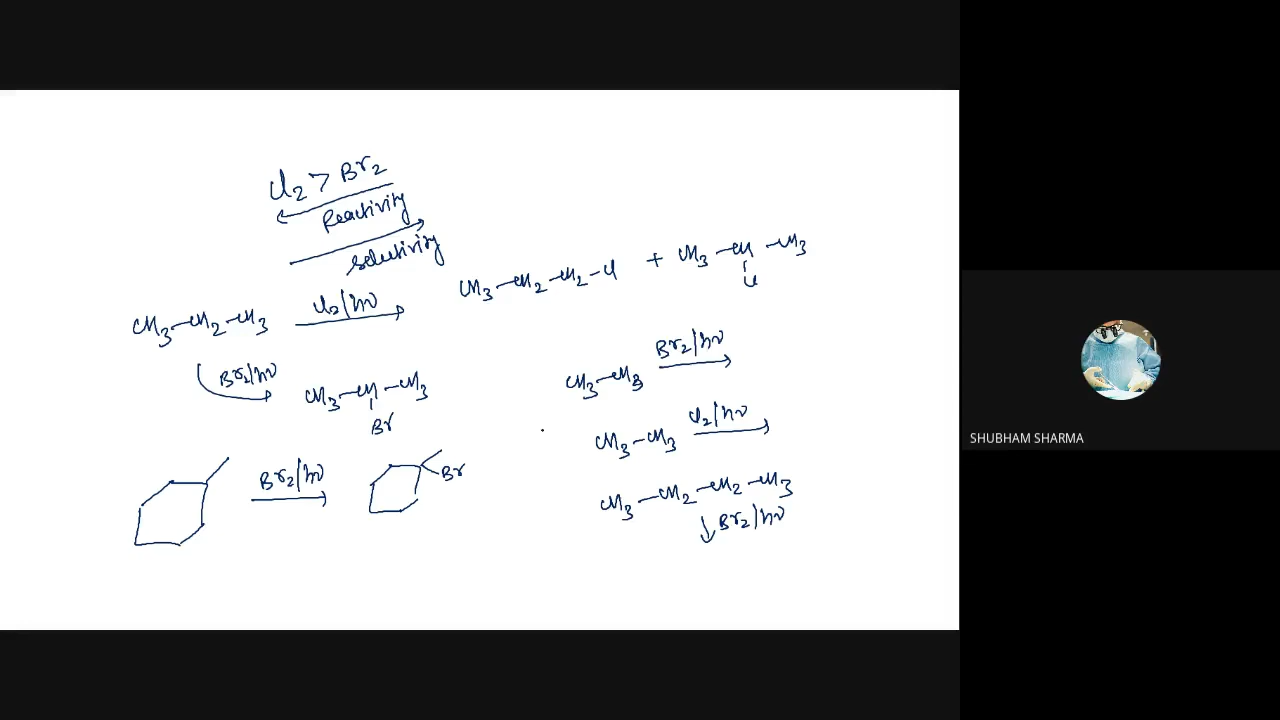 Cl2 > Br2
Reactivity
Selectivity
CH3-CH2-CH3 Cl2/hν CH3-CH2-CH2-Cl + CH3-CH-CH3
Cl
Br2/hν CH3-CH-CH3
Br
Br2/hν
Br
CH3-CH3 Br2/hν
CH3-CH3 Cl2/hν
CH3-CH2-CH2-CH3
Br2/hν
SHUBHAM SHARMA